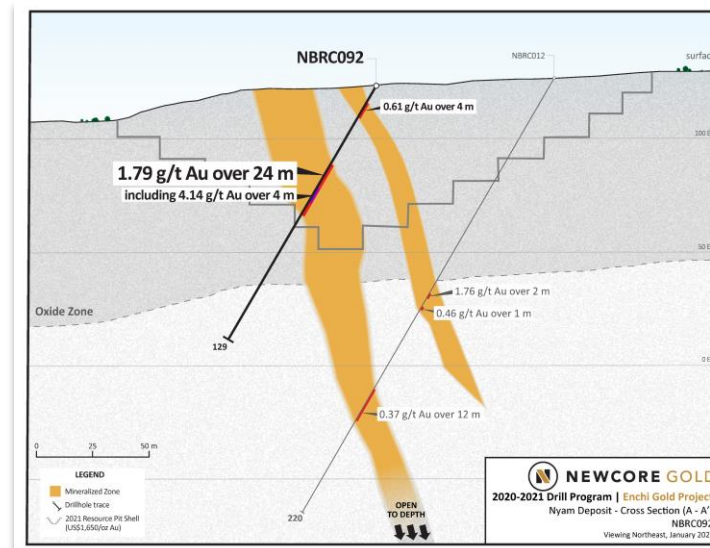 NBRC092
NBRC012
surfac
0.61 g/t Au over 4 m
100 E
1.79 g/t Au over 24 m
including 4.14 g/t Au over 4 m
50 E
1.76 g/t Au over 2 m
0.46 g/t Au over 1 m
Oxide Zone
129
0 E
0.37 g/t Au over 12 m
0 25 50 m
LEGEND
Mineralized Zone
Drillhole trace
2021 Resource Pit Shell
(US$1,650/oz Au)
220
OPEN
TO DEPTH
N NEWCORE GOLD
2020-2021 Drill Program | Enchi Gold Project
Nyam Deposit - Cross Section (A - A'
NBRC092
Viewing Northeast, January 202